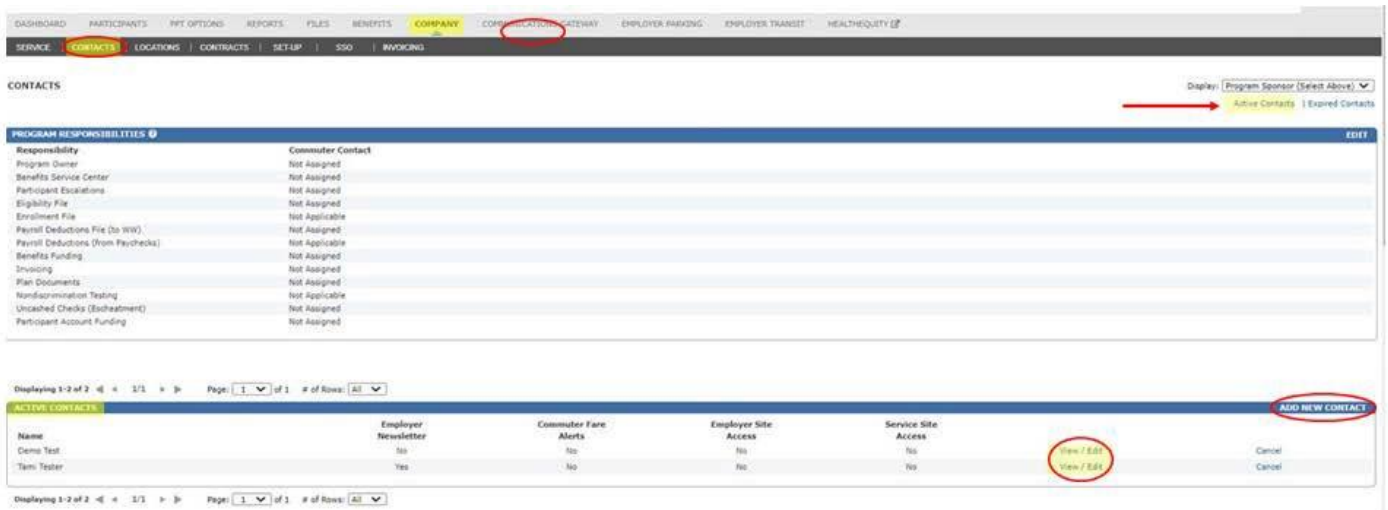 DASHBOARD PARTICIPANTS PPT OPTIONS REPORTS FILES BENEFITS COMPANY COMMUNICATIONS GATEWAY EMPLOYER PARKING EMPLOYER TRANSIT HEALTHEQUITY
SERVICE | CONTACTS | LOCATIONS | CONTRACTS | SET-UP | SSO | INVOICING
CONTACTS
Display: Program Sponsor (Select Above)
Active Contacts | Expired Contacts
PROGRAM RESPONSIBILITIES EDIT
Responsibility Commuter Contact
Program Owner Not Assigned
Benefits Service Center Not Assigned
Participant Escalations Not Assigned
Eligibility File Not Assigned
Enrollment File Not Applicable
Payroll Deductions File (to WW) Not Assigned
Payroll Deductions (from Paychecks) Not Applicable
Benefits Funding Not Assigned
Invoicing Not Assigned
Plan Documents Not Assigned
Nondiscrimination Testing Not Applicable
Uncashed Checks (Escheatment) Not Assigned
Participant Account Funding Not Assigned
Displaying 1-2 of 2 1/1 Page: 1 of 1 # of Rows: All
ACTIVE CONTACTS ADD NEW CONTACT
Employer Commuter Fare Employer Site Service Site
Name Newsletter Alerts Access Access
Demo Test No No No No View / Edit Cancel
Tami Tester Yes No No No View / Edit Cancel
Displaying 1-2 of 2 1/1 Page: 1 of 1 # of Rows: All